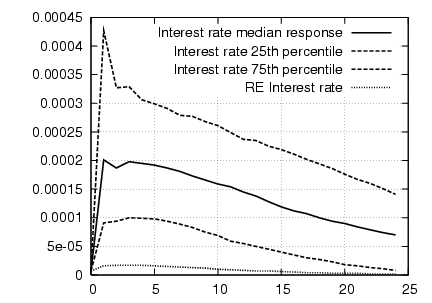 0.00045
0.0004
0.00035
0.0003
0.00025
0.0002
0.00015
0.0001
5e-05
0
Interest rate median response
Interest rate 25th percentile
Interest rate 75th percentile
RE Interest rate
0 5 10 15 20 25